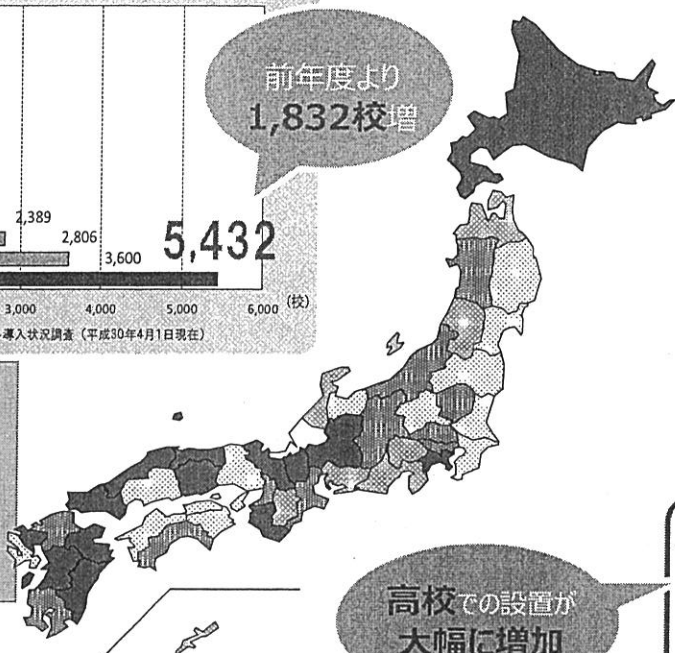 前年度より
1,832校増
2,389
2,806
3,600
5,432
3,000 4,000 5,000 6,000 (校)
導入状況調査（平成30年4月1日現在）
高校での設置が
大幅に増加